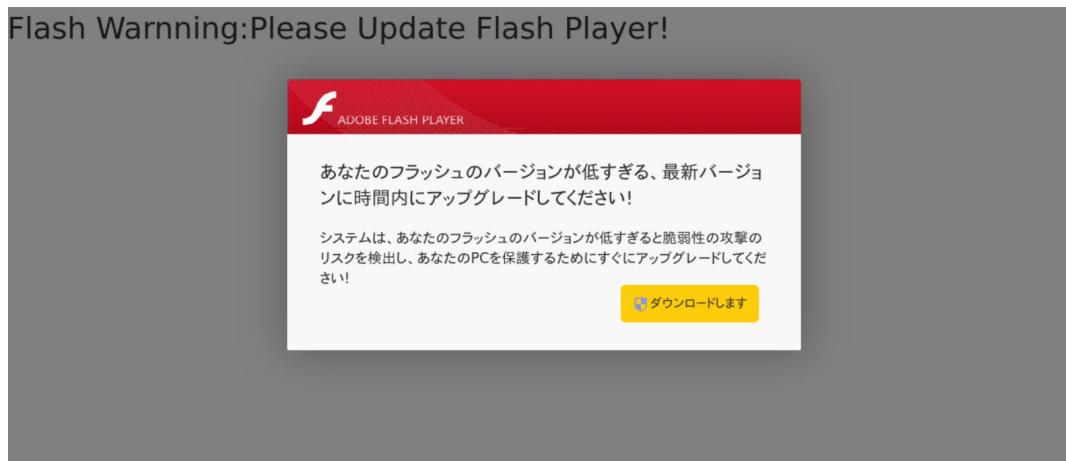 Flash Warnning:Please Update Flash Player!
ADOBE FLASH PLAYER
あなたのフラッシュのバージョンが低すぎる、最新バージョ
ンに時間内にアップグレードしてください!
システムは、あなたのフラッシュのバージョンが低すぎると脆弱性の攻撃の
リスクを検出し、あなたのPCを保護するためにすぐにアップグレードしてくだ
さい!
ダウンロードします